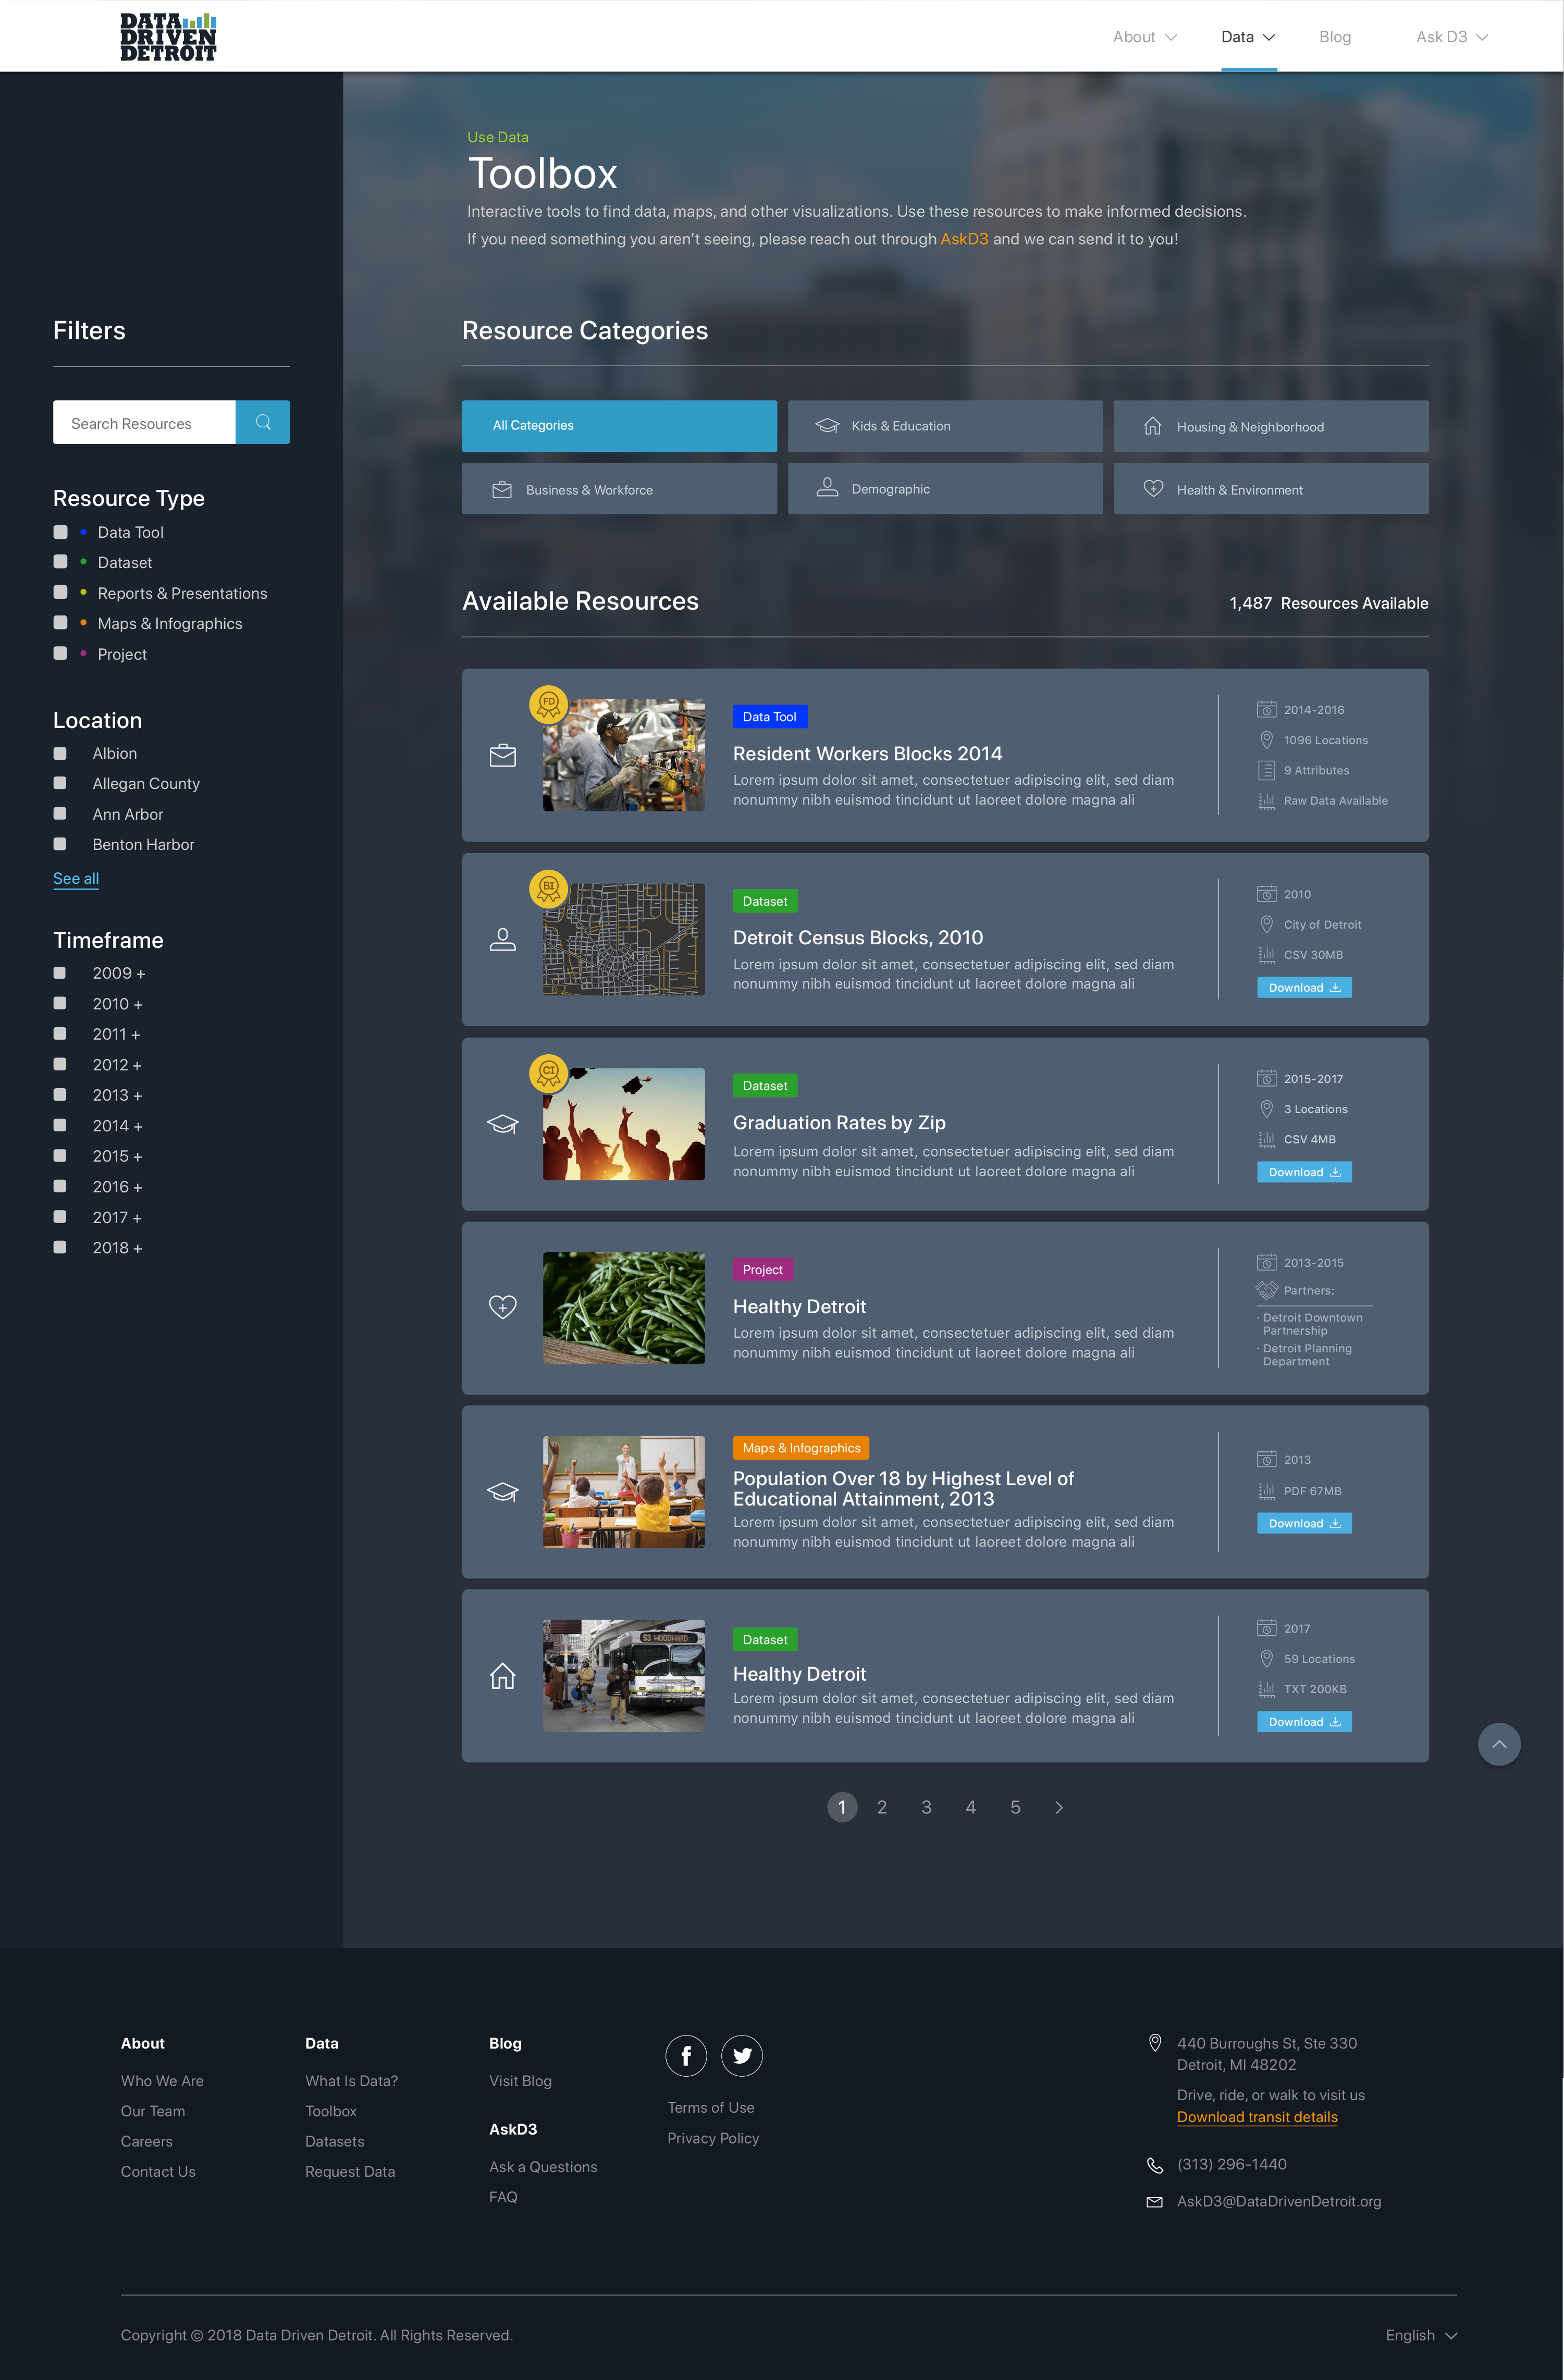 DATA
DRIVEN
DETROIT
About
Data
Blog
Ask D3
Use Data
Toolbox
Interactive tools to find data, maps, and other visualizations. Use these resources to make informed decisions.
If you need something you aren’t seeing, please reach out through AskD3 and we can send it to you!
Filters
Search Resources
Resource Type
Data Tool
Dataset
Reports & Presentations
Maps & Infographics
Project
Location
Albion
Allegan County
Ann Arbor
Benton Harbor
See all
Timeframe
2009 +
2010 +
2011 +
2012 +
2013 +
2014 +
2015 +
2016 +
2017 +
2018 +
Resource Categories
All Categories
Kids & Education
Housing & Neighborhood
Business & Workforce
Demographic
Health & Environment
Available Resources
1,487 Resources Available
FD
Data Tool
Resident Workers Blocks 2014
Lorem ipsum dolor sit amet, consectetuer adipiscing elit, sed diam
nonummy nibh euismod tincidunt ut laoreet dolore magna ali
2014-2016
1096 Locations
9 Attributes
Raw Data Available
BI
Dataset
Detroit Census Blocks, 2010
Lorem ipsum dolor sit amet, consectetuer adipiscing elit, sed diam
nonummy nibh euismod tincidunt ut laoreet dolore magna ali
2010
City of Detroit
CSV 30MB
Download
CI
Dataset
Graduation Rates by Zip
Lorem ipsum dolor sit amet, consectetuer adipiscing elit, sed diam
nonummy nibh euismod tincidunt ut laoreet dolore magna ali
2015-2017
3 Locations
CSV 4MB
Download
Project
Healthy Detroit
Lorem ipsum dolor sit amet, consectetuer adipiscing elit, sed diam
nonummy nibh euismod tincidunt ut laoreet dolore magna ali
2013-2015
Partners:
· Detroit Downtown
Partnership
· Detroit Planning
Department
Maps & Infographics
Population Over 18 by Highest Level of
Educational Attainment, 2013
Lorem ipsum dolor sit amet, consectetuer adipiscing elit, sed diam
nonummy nibh euismod tincidunt ut laoreet dolore magna ali
2013
PDF 67MB
Download
53 WOODWARD
Dataset
Healthy Detroit
Lorem ipsum dolor sit amet, consectetuer adipiscing elit, sed diam
nonummy nibh euismod tincidunt ut laoreet dolore magna ali
2017
59 Locations
TXT 200KB
Download
1 2 3 4 5
About
Who We Are
Our Team
Careers
Contact Us
Data
What Is Data?
Toolbox
Datasets
Request Data
Blog
Visit Blog
AskD3
Ask a Questions
FAQ
Terms of Use
Privacy Policy
440 Burroughs St, Ste 330
Detroit, MI 48202
Drive, ride, or walk to visit us
Download transit details
(313) 296-1440
AskD3@DataDrivenDetroit.org
Copyright © 2018 Data Driven Detroit. All Rights Reserved.
English